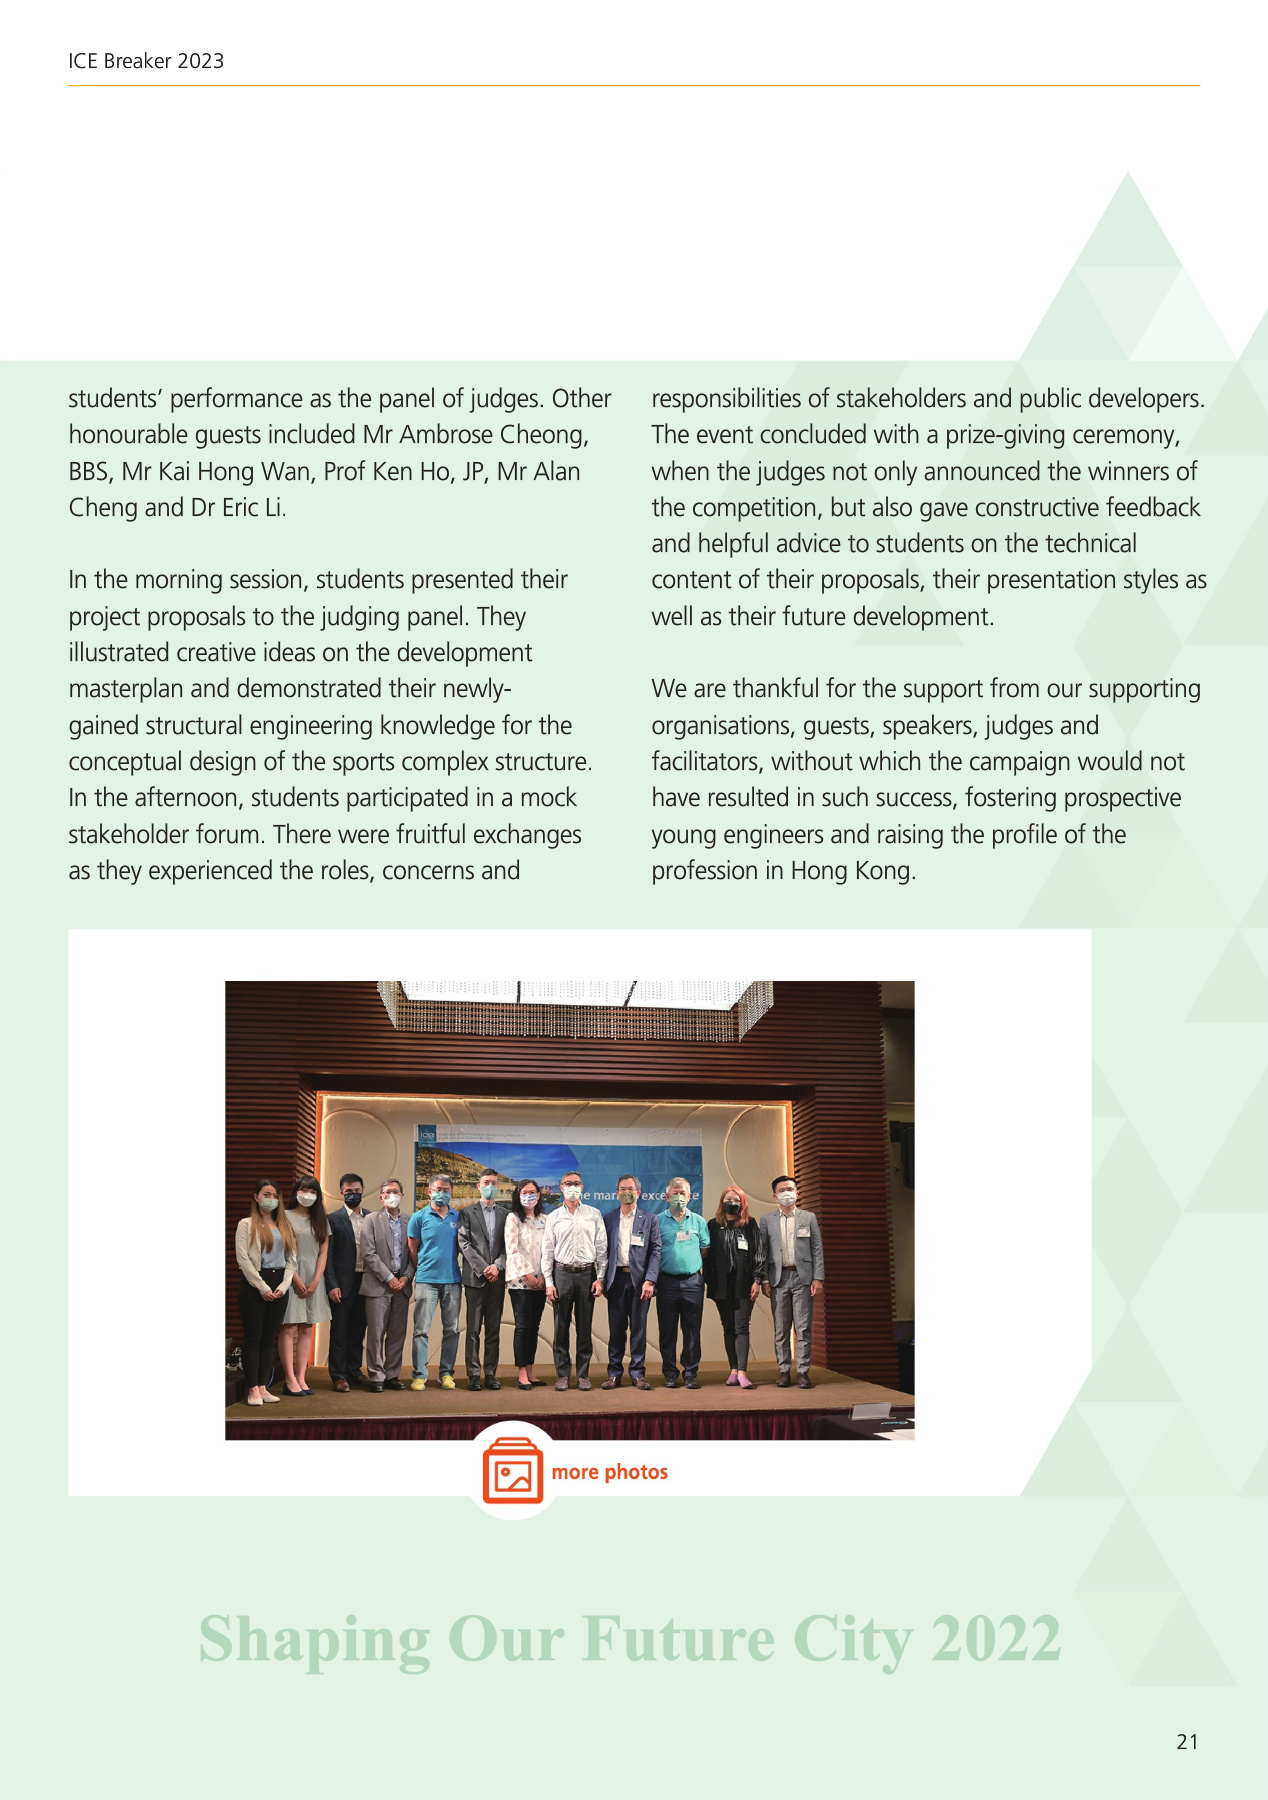 ICE Breaker 2023
students’ performance as the panel of judges. Other
honourable guests included Mr Ambrose Cheong,
BBS, Mr Kai Hong Wan, Prof Ken Ho, JP, Mr Alan
Cheng and Dr Eric Li.
In the morning session, students presented their
project proposals to the judging panel. They
illustrated creative ideas on the development
masterplan and demonstrated their newly-
gained structural engineering knowledge for the
conceptual design of the sports complex structure.
In the afternoon, students participated in a mock
stakeholder forum. There were fruitful exchanges
as they experienced the roles, concerns and
responsibilities of stakeholders and public developers.
The event concluded with a prize-giving ceremony,
when the judges not only announced the winners of
the competition, but also gave constructive feedback
and helpful advice to students on the technical
content of their proposals, their presentation styles as
well as their future development.
We are thankful for the support from our supporting
organisations, guests, speakers, judges and
facilitators, without which the campaign would not
have resulted in such success, fostering prospective
young engineers and raising the profile of the
profession in Hong Kong.
ice
more photos
Shaping Our Future City 2022
21